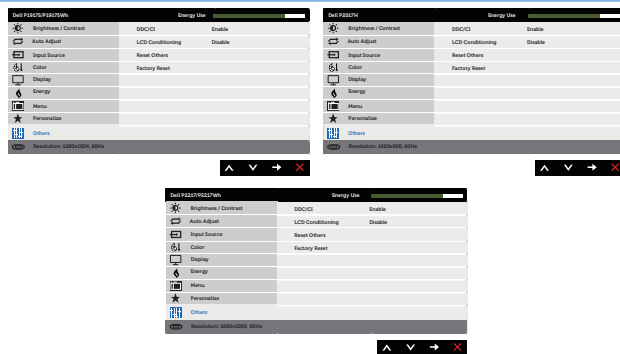 Dell P1917S/P1917SWh Energy Use
Brightness / Contrast DDC/CI Enable
Auto Adjust LCD Conditioning Disable
Input Source Reset Others
Color Factory Reset
Display
Energy
Menu
Personalize
Others
Resolution: 1280x1024, 60Hz
Dell P2017H Energy Use
Brightness / Contrast DDC/CI Enable
Auto Adjust LCD Conditioning Disable
Input Source Reset Others
Color Factory Reset
Display
Energy
Menu
Personalize
Others
Resolution: 1600x900, 60Hz
Dell P2217/P2217Wh Energy Use
Brightness / Contrast DDC/CI Enable
Auto Adjust LCD Conditioning Disable
Input Source Reset Others
Color Factory Reset
Display
Energy
Menu
Personalize
Others
Resolution: 1680x1050, 60Hz